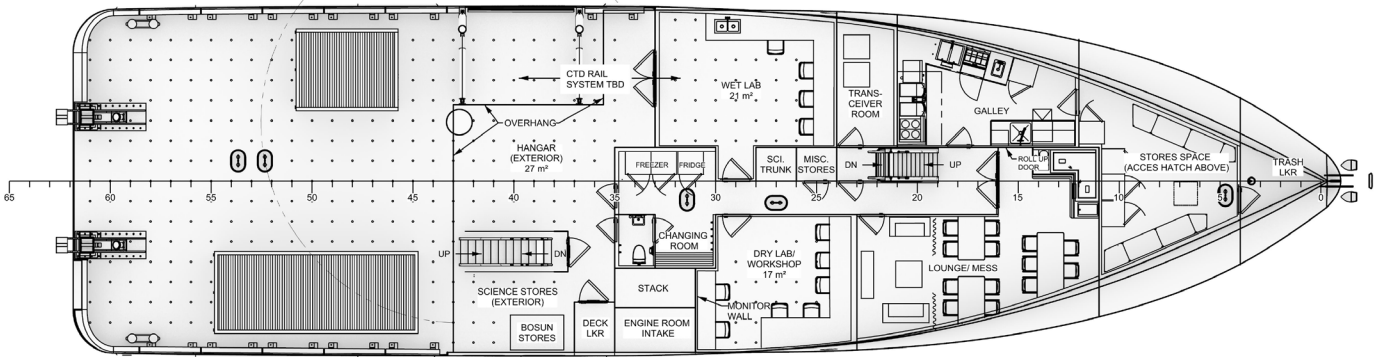 CTD RAIL
SYSTEM TBD
OVERHANG
HANGAR
(EXTERIOR)
27 m²
WET LAB
21 m²
TRANS-
CEIVER
ROOM
GALLEY
FREEZER
FRIDGE
SCI.
TRUNK
MISC.
STORES
DN
UP
ROLL UP
DOOR
STORES SPACE
(ACCES HATCH ABOVE)
TRASH
LKR
65
60
55
50
45
40
35
30
25
20
15
10
5
0
UP
DN
CHANGING
ROOM
SCIENCE STORES
(EXTERIOR)
BOSUN
STORES
DECK
LKR
STACK
ENGINE ROOM
INTAKE
MONITOR
WALL
DRY LAB/
WORKSHOP
17 m²
LOUNGE/ MESS